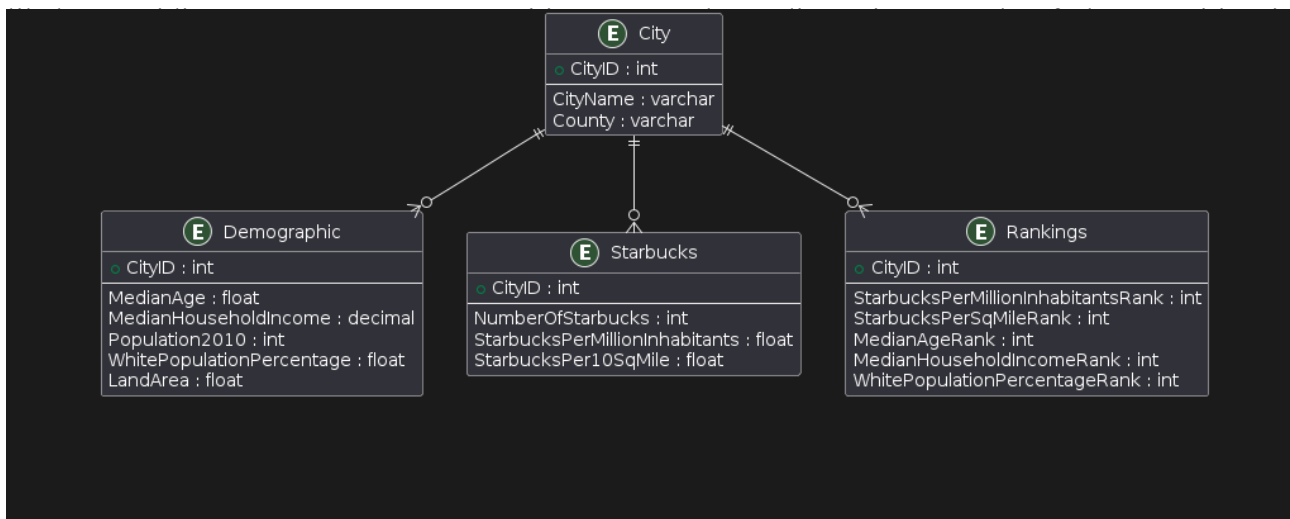 E City
CityID : int
CityName : varchar
County : varchar
E Demographic
CityID : int
MedianAge : float
MedianHouseholdIncome : decimal
Population2010 : int
WhitePopulationPercentage : float
LandArea : float
E Starbucks
CityID : int
NumberOfStarbucks : int
StarbucksPerMillionInhabitants : float
StarbucksPer10SqMile : float
E Rankings
CityID : int
StarbucksPerMillionInhabitantsRank : int
StarbucksPerSqMileRank : int
MedianAgeRank : int
MedianHouseholdIncomeRank : int
WhitePopulationPercentageRank : int